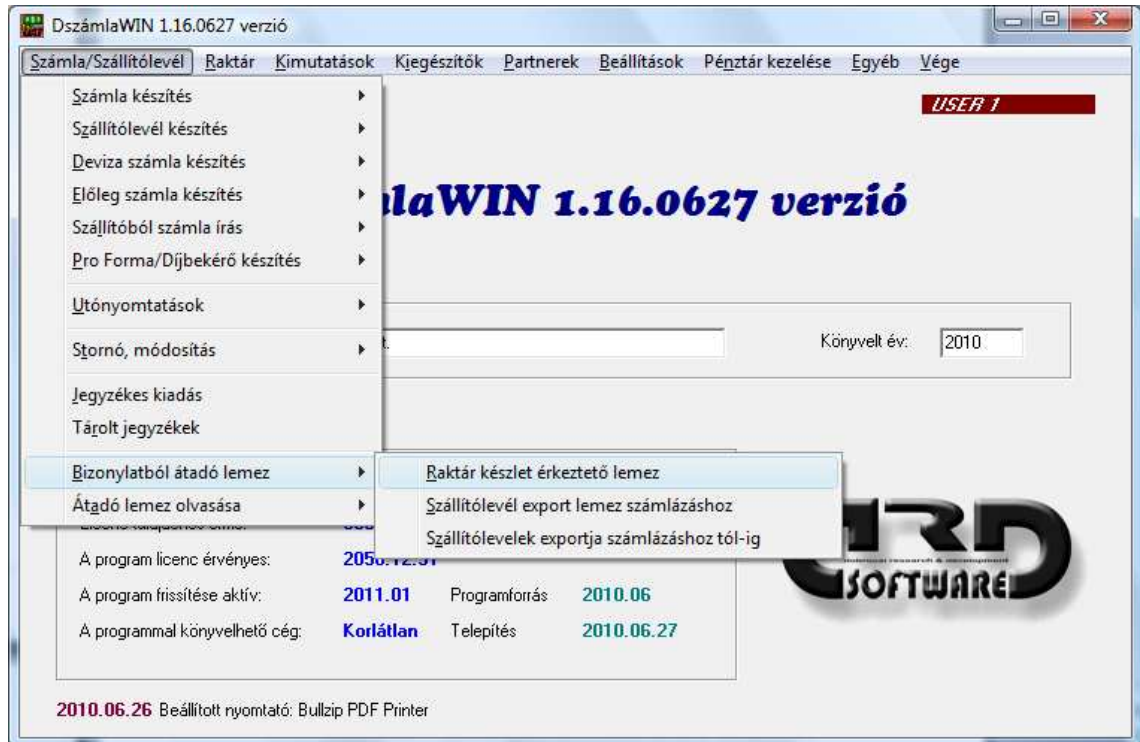 DszámlaWIN 1.16.0627 verzió
Számla/Szállítólevél Raktár Kimutatások Kiegészítők Partnerek Beállítások Pénztár kezelése Egyéb Vége
USER 1
Számla készítés
Szállítólevél készítés
Deviza számla készítés
Előleg számla készítés
Szállítóból számla írás
Pro Forma/Díjbekérő készítés
Utónyomtatások
Stornó, módosítás
Jegyzékes kiadás
Tárolt jegyzékek
Bizonylatból átadó lemez
Átadó lemez olvasása
Raktár készlet érkeztető lemez
Szállítólevél export lemez számlázáshoz
Szállítólevelek exportja számlázáshoz tól-ig
laWIN 1.16.0627 verzió
Könyvelt év: 2010
A program licenc érvényes:
A program frissítése aktív: 2011.01 Programforrás 2010.06
A programmal könyvelhető cég: Korlátlan Telepítés 2010.06.27
SOFTWARE
2010.06.26 Beállított nyomtató: Bullzip PDF Printer